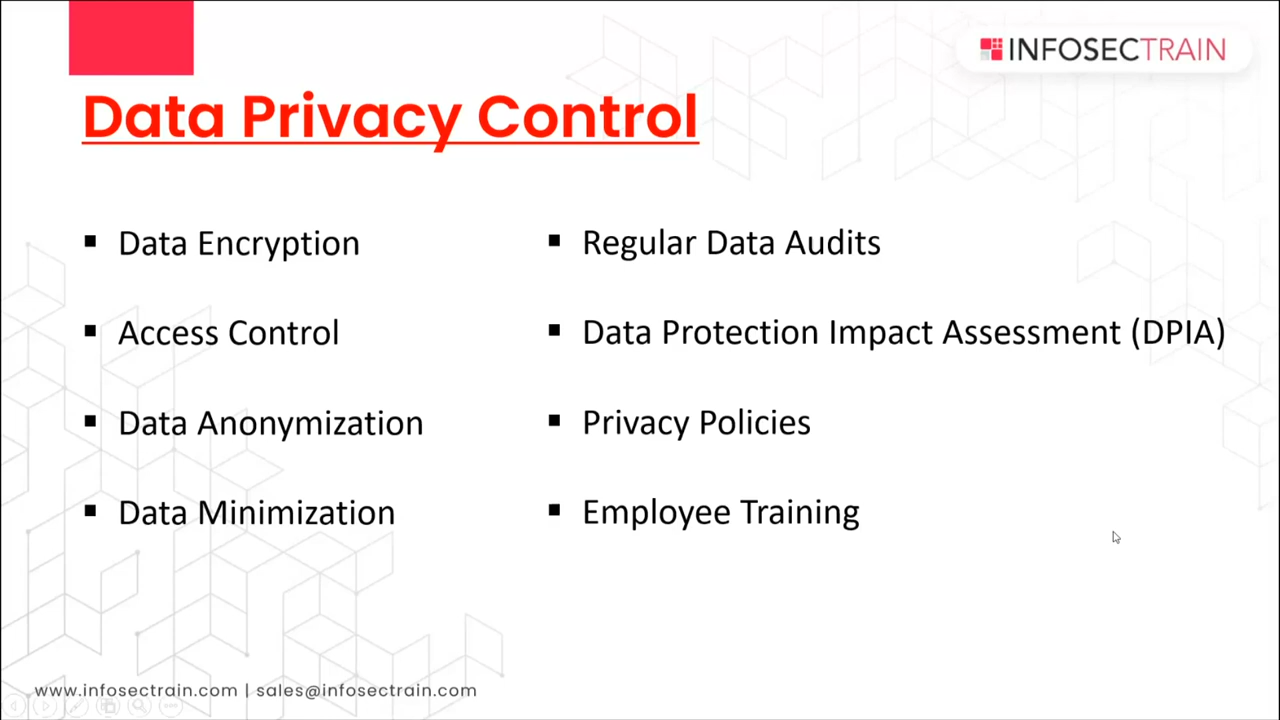 INFOSECTRAIN
Data Privacy Control
▪ Data Encryption
▪ Access Control
▪ Data Anonymization
▪ Data Minimization
▪ Regular Data Audits
▪ Data Protection Impact Assessment (DPIA)
▪ Privacy Policies
▪ Employee Training
www.infosectrain.com | sales@infosectrain.com